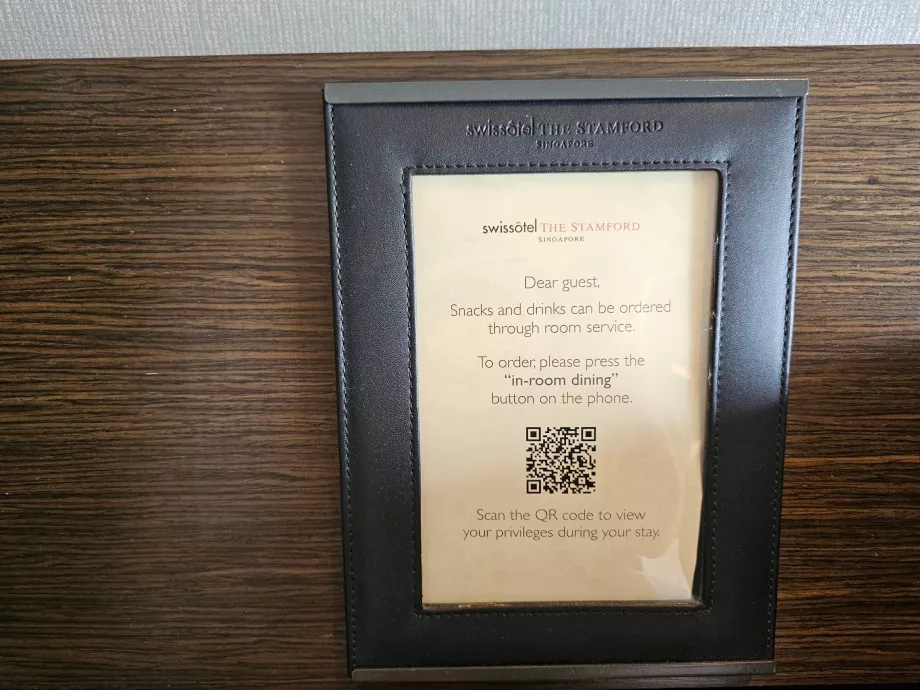 swissôtel THE STAMFORD
SINGAPORE
swissôtel THE STAMFORD
SINGAPORE
Dear guest,
Snacks and drinks can be ordered
through room service.
To order, please press the
“in-room dining”
button on the phone.
Scan the QR code to view
your privileges during your stay.